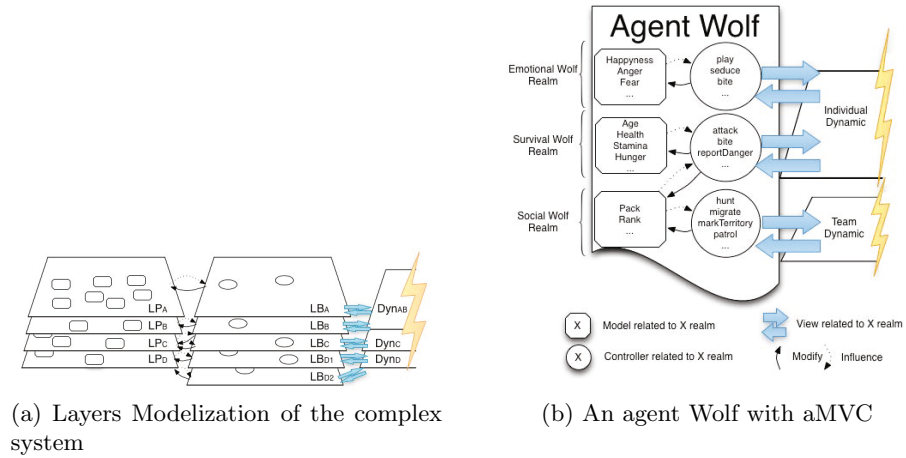 LPA
LPB
LPC
LPD
LBA
LBB
LBC
LBD1
LBD2
DynAB
DynC
DynD
(a) Layers Modelization of the complex
system
Agent Wolf
Emotional Wolf
Realm
Happyness
Anger
Fear
...
play
seduce
bite
...
Survival Wolf
Realm
Age
Health
Stamina
Hunger
...
attack
bite
reportDanger
...
Individual
Dynamic
Social Wolf
Realm
Pack
Rank
...
hunt
migrate
markTerritory
patrol
...
Team
Dynamic
X
Model related to X realm
View related to X realm
X
Controller related to X realm
Modify
Influence
(b) An agent Wolf with aMVC